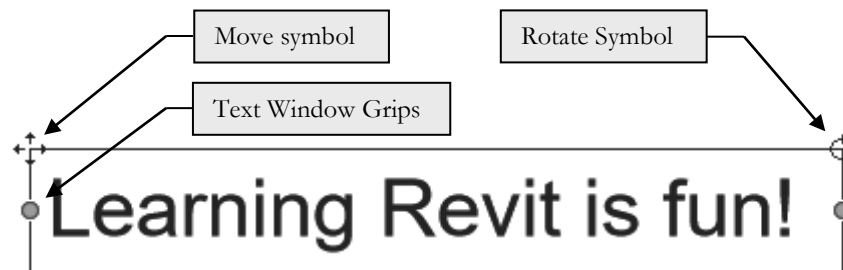 Move symbol
Rotate Symbol
Text Window Grips
Learning Revit is fun!